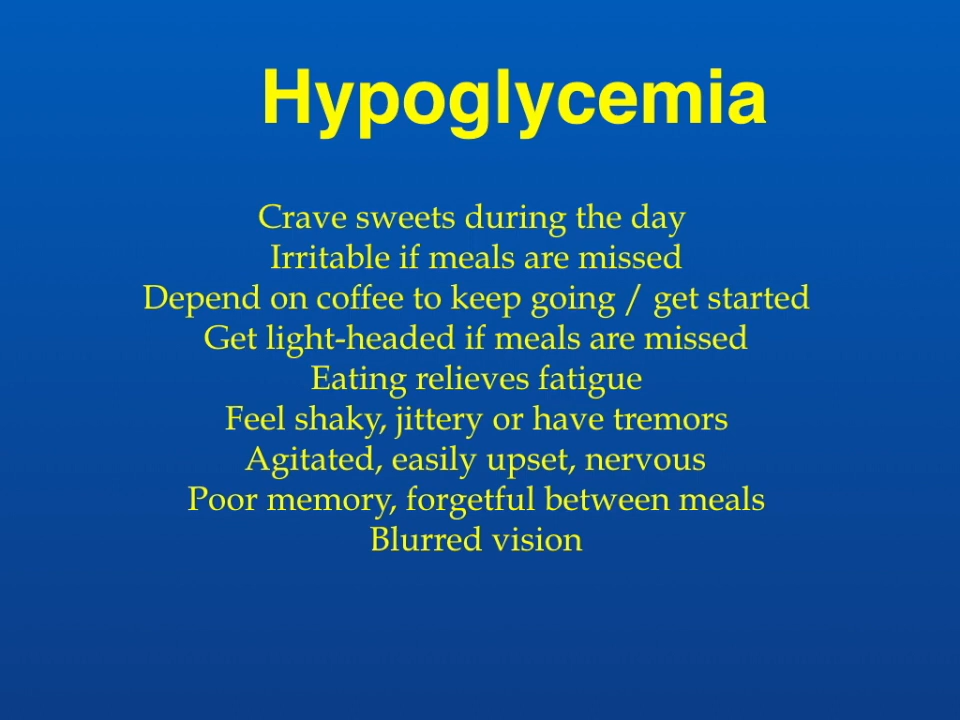 Hypoglycemia
Crave sweets during the day
Irritable if meals are missed
Depend on coffee to keep going / get started
Get light-headed if meals are missed
Eating relieves fatigue
Feel shaky, jittery or have tremors
Agitated, easily upset, nervous
Poor memory, forgetful between meals
Blurred vision